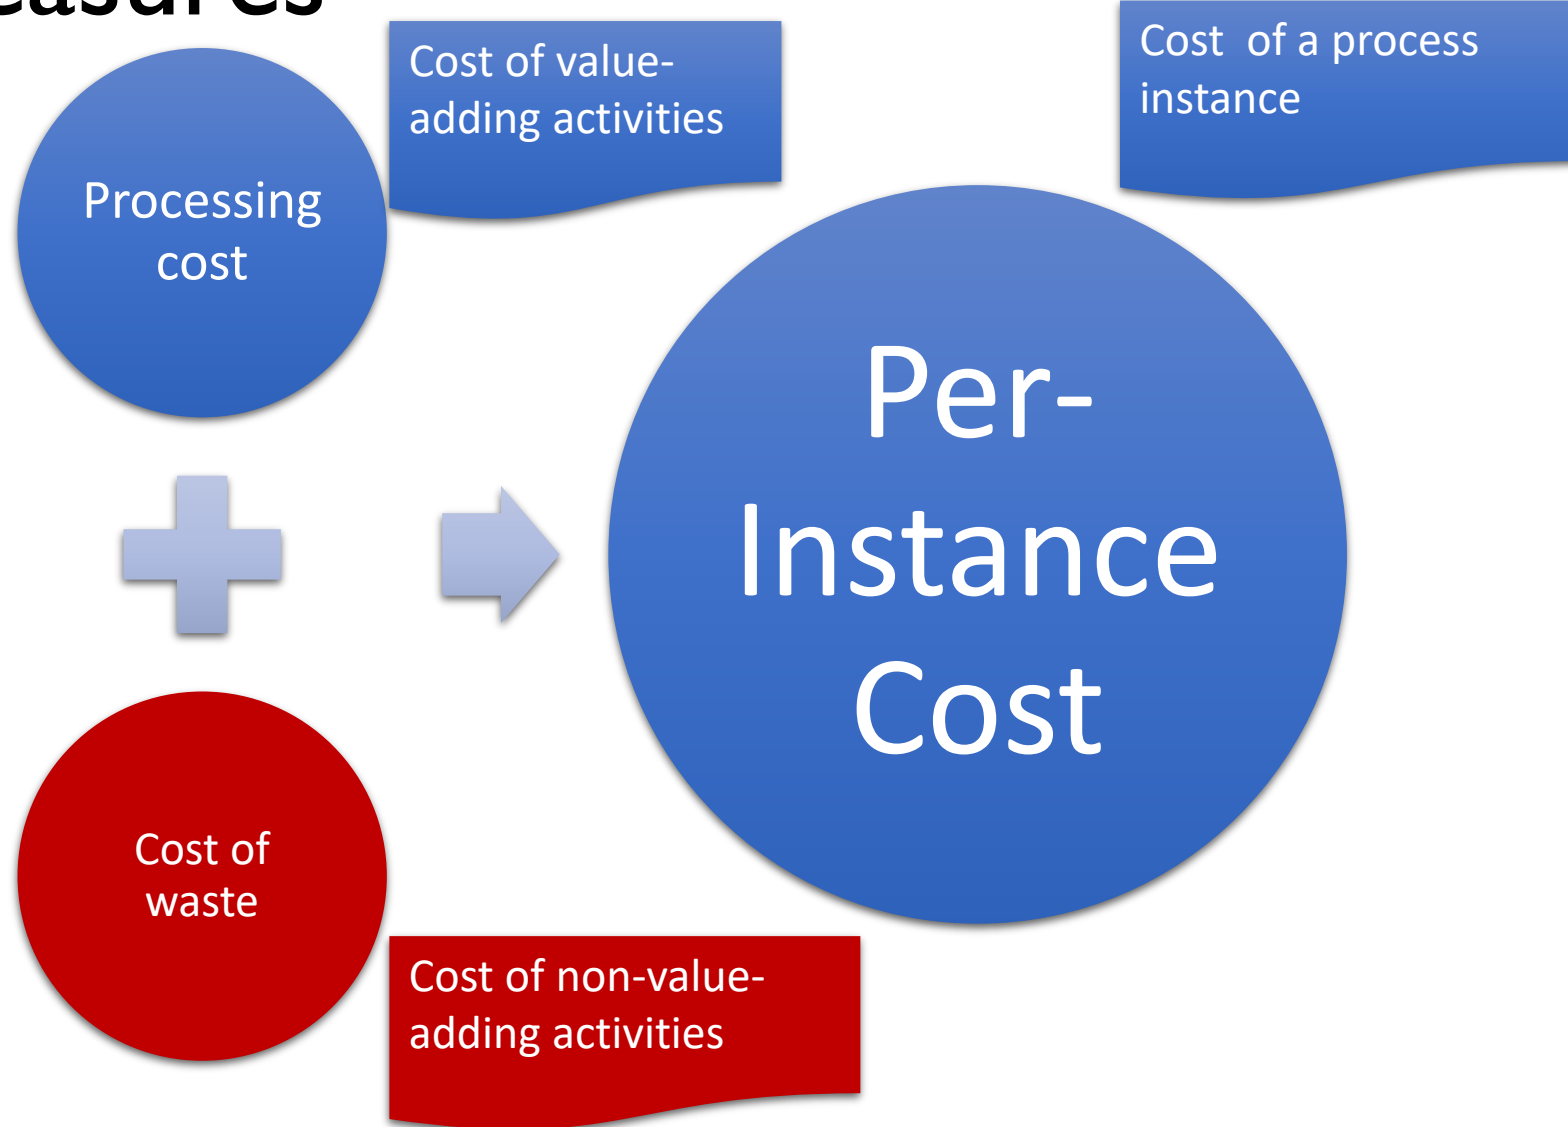 Cost of value-
adding activities
Cost  of a process
instance
Processing
cost
Per-
Instance
Cost
Cost of
waste
Cost of non-value-
adding activities